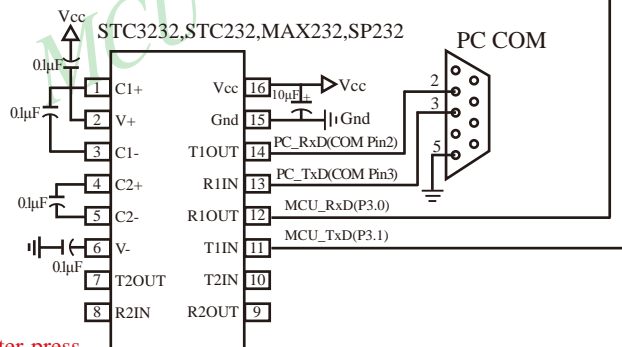 Vcc
STC3232,STC232,MAX232,SP232
PC COM
MCU
0.1µF
0.1µF
1 C1+ Vcc 16 Vcc
10µF +
2 V+ Gnd 15 Gnd
3 C1- T1OUT 14 PC_RxD(COM Pin2)
4 C2+ R1IN 13 PC_TxD(COM Pin3)
0.1µF
5 C2- R1OUT 12 MCU_RxD(P3.0)
6 V- T1IN 11 MCU_TxD(P3.1)
0.1µF
7 T2OUT T2IN 10
8 R2IN R2OUT 9
2
3
5
press